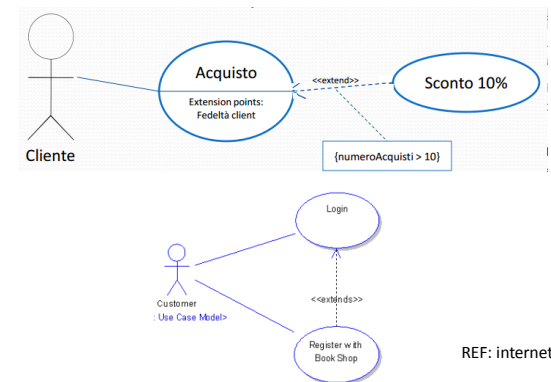 Acquisto
Extension points:
Fedeltà client
<<extend>>
Sconto 10%
Cliente
{numeroAcquisti > 10}
Login
Customer
: Use Case Model>
<<extends>>
Register with
Book Shop
REF: internet